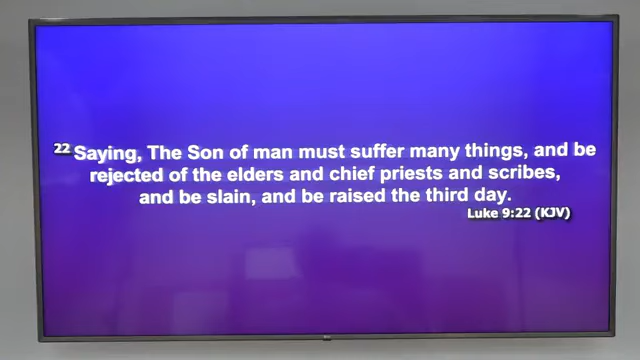 22 Saying, The Son of man must suffer many things, and be
rejected of the elders and chief priests and scribes,
and be slain, and be raised the third day.
Luke 9:22 (KJV)